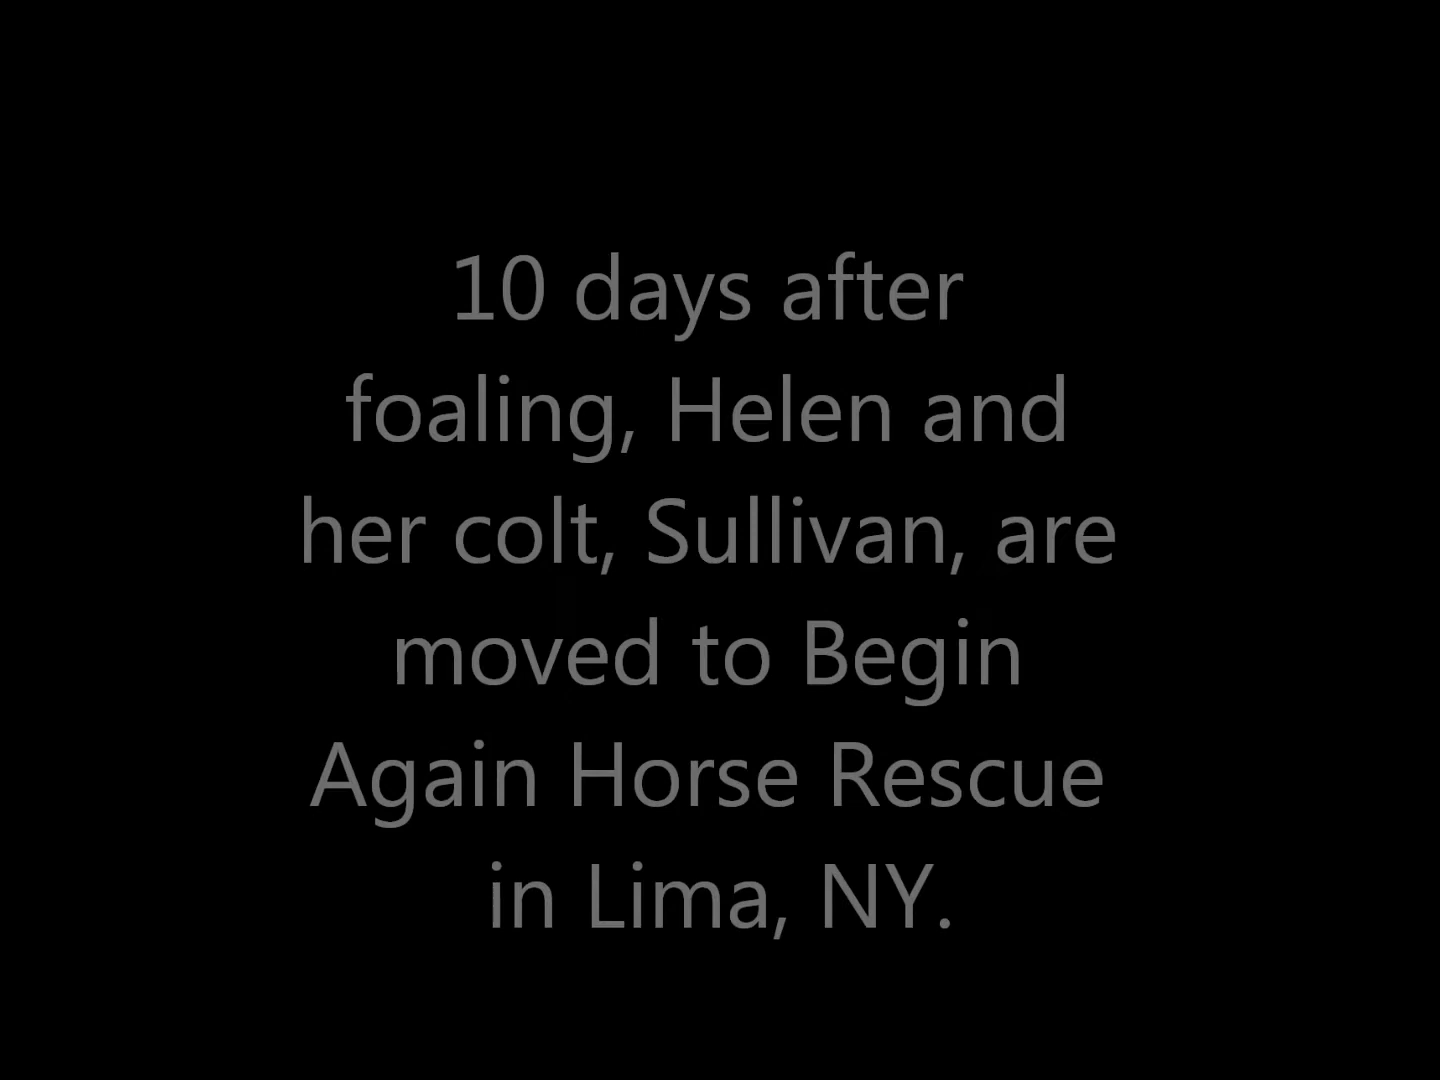 10 days after
foaling, Helen and
her colt, Sullivan, are
moved to Begin
Again Horse Rescue
in Lima, NY.